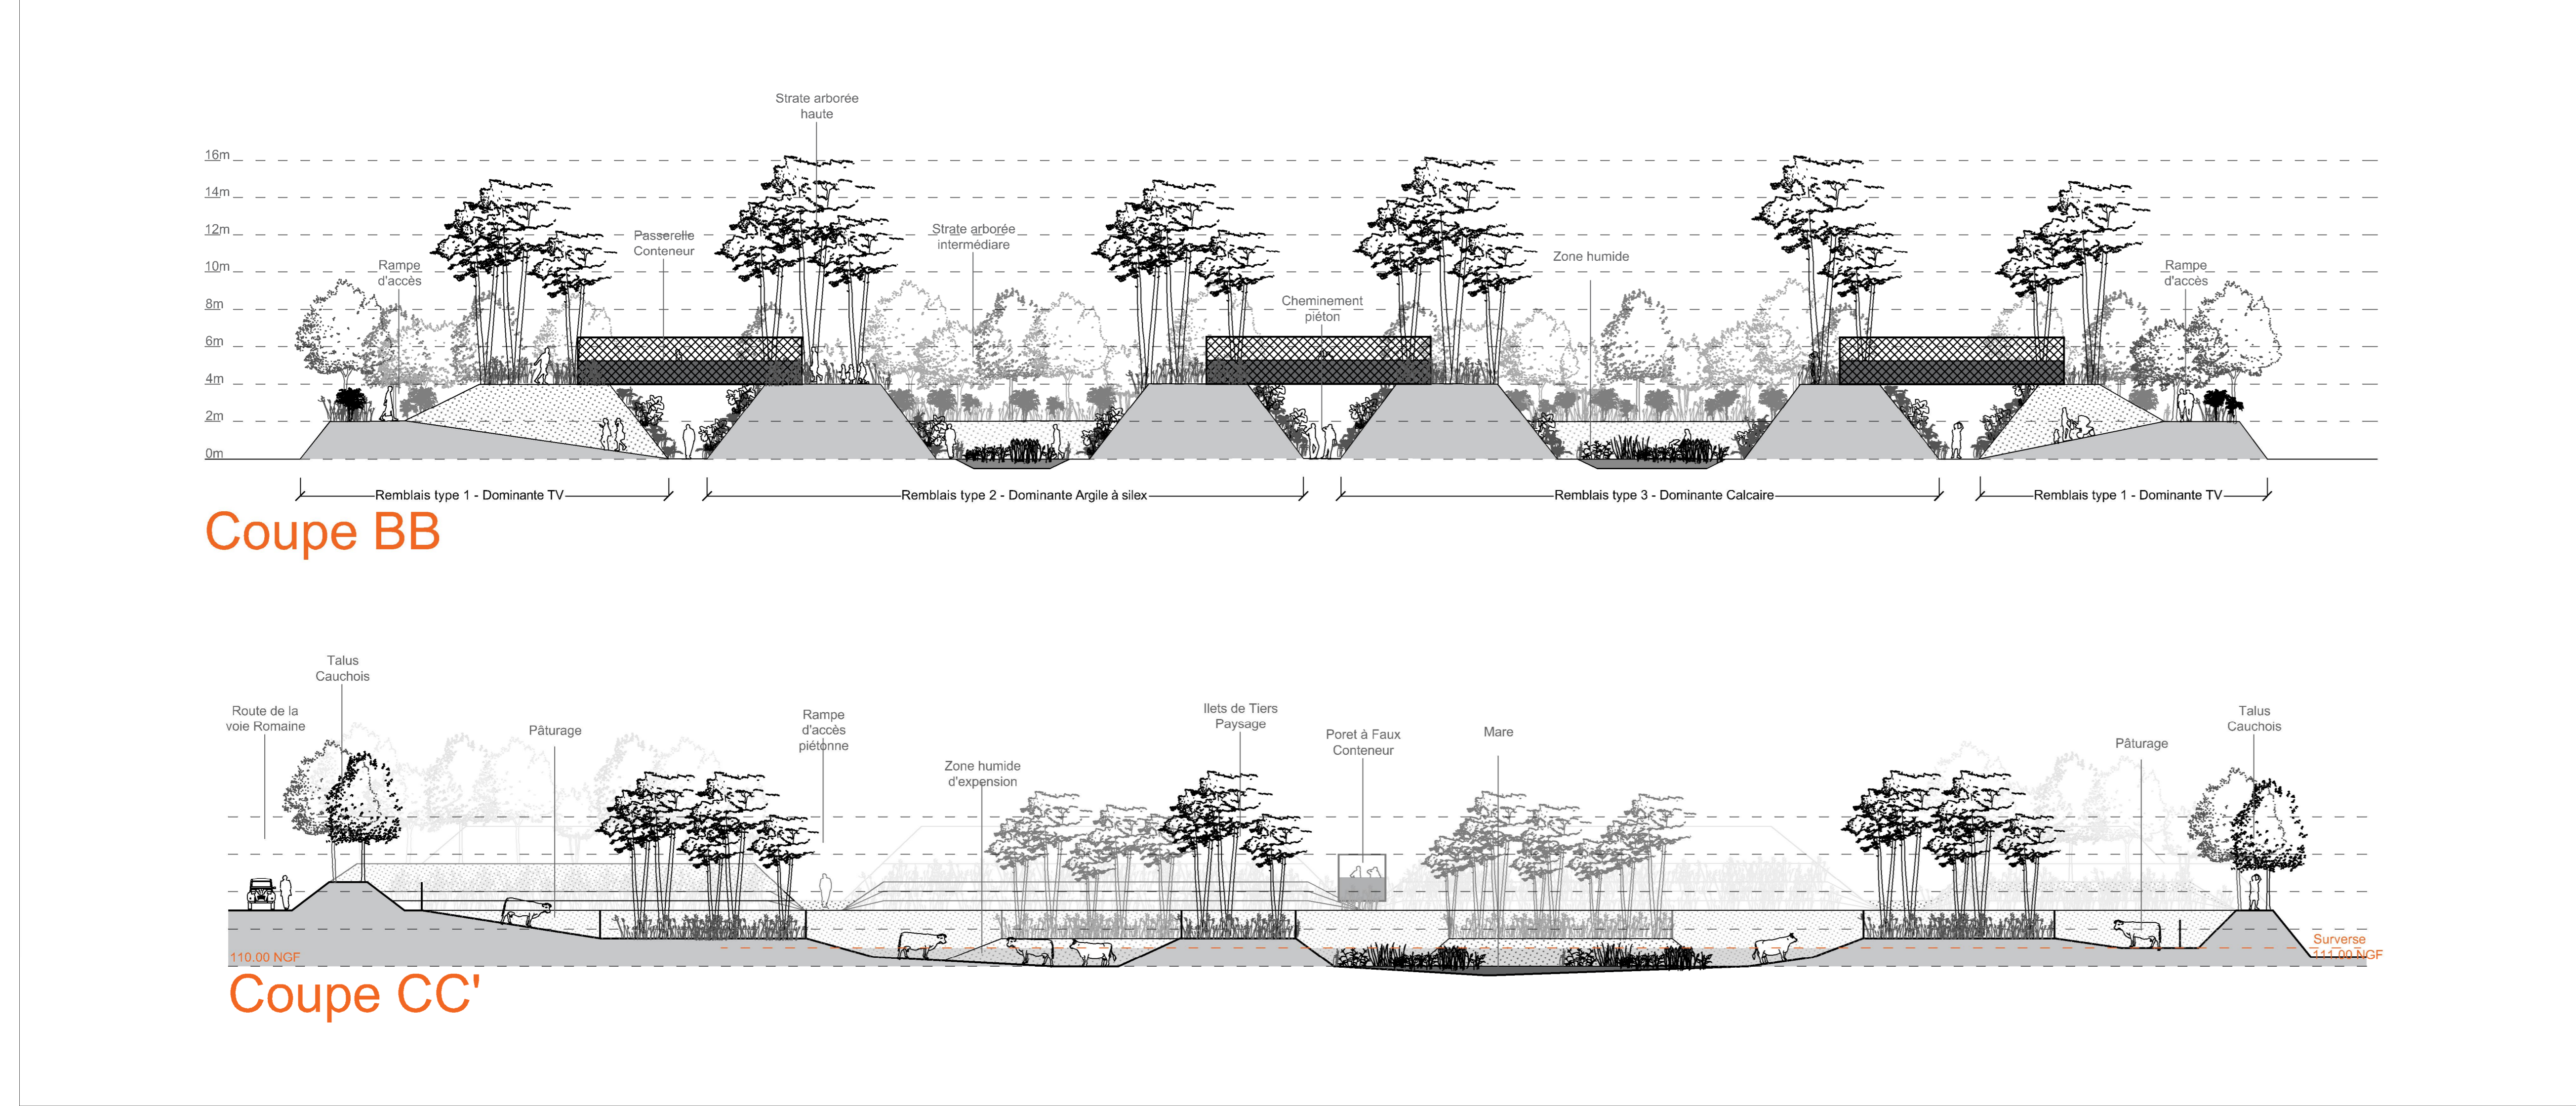 Strate arborée
haute
16m
14m
12m
10m
8m
6m
4m
2m
0m
Rampe
d'accès
Passerelle
Conteneur
Strate arborée
intermédiare
Cheminement
piéton
Zone humide
Rampe
d'accès
Remblais type 1 - Dominante TV
Remblais type 2 - Dominante Argile à silex
Remblais type 3 - Dominante Calcaire
Remblais type 1 - Dominante TV
Coupe BB
Route de la
voie Romaine
Talus
Cauchois
Pâturage
Rampe
d'accès
piétonne
Zone humide
d'expension
Ilets de Tiers
Paysage
Poret à Faux
Conteneur
Mare
Pâturage
Talus
Cauchois
110.00 NGF
Surverse
111.00 NGF
Coupe CC'